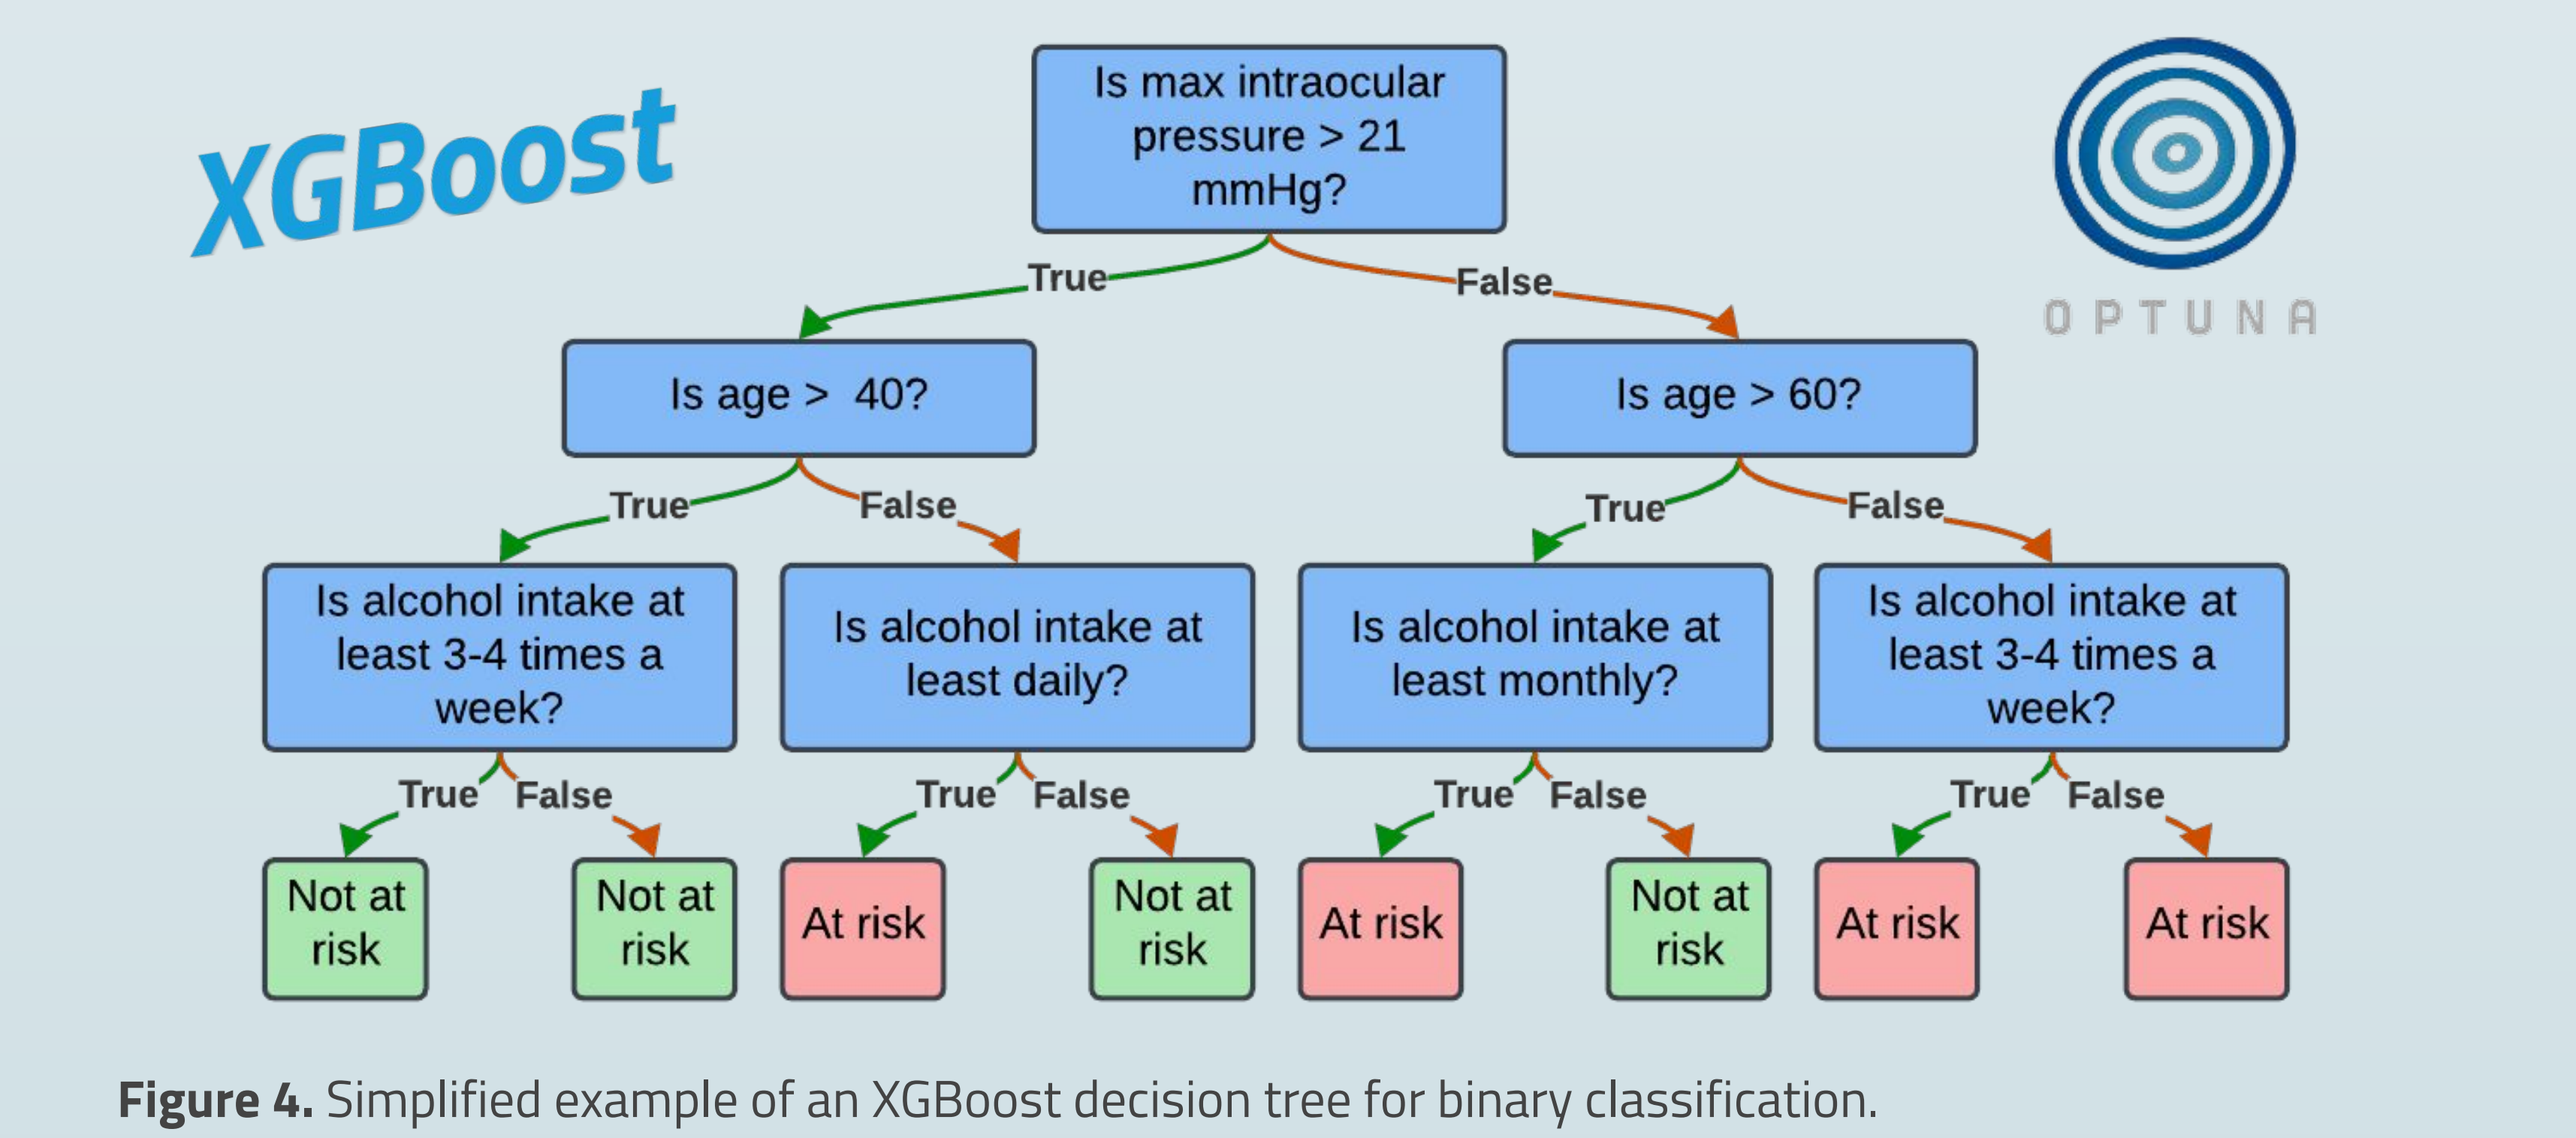 XGBoost
Is max intraocular
pressure > 21
mmHg?
OPTUNA
True
False
Is age > 40?
Is age > 60?
True
False
True
False
Is alcohol intake at
least 3-4 times a
week?
Is alcohol intake at
least daily?
Is alcohol intake at
least monthly?
Is alcohol intake at
least 3-4 times a
week?
True
False
True
False
True
False
True
False
Not at
risk
Not at
risk
At risk
Not at
risk
At risk
Not at
risk
At risk
At risk
Figure 4. Simplified example of an XGBoost decision tree for binary classification.